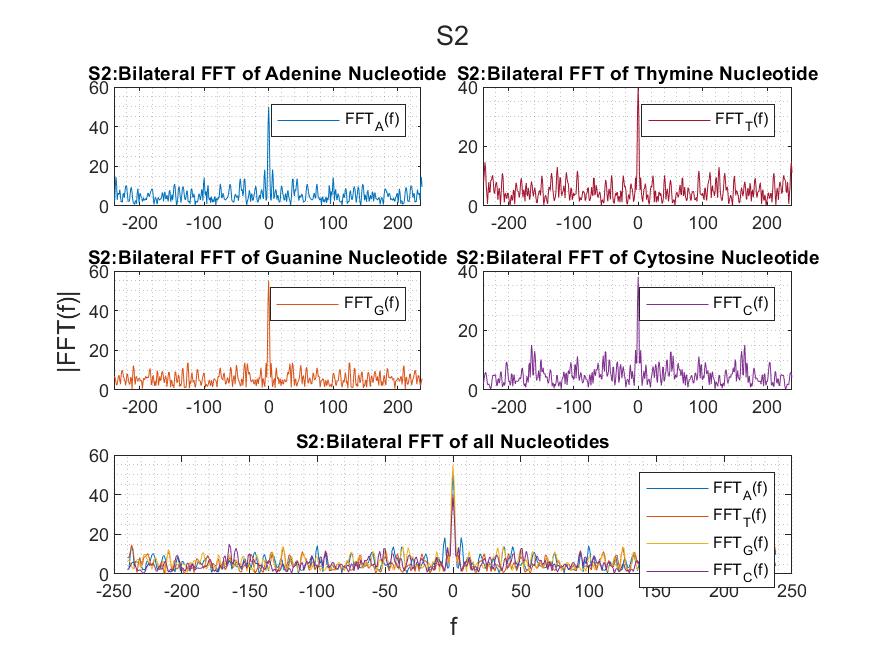 S2
S2:Bilateral FFT of Adenine Nucleotide
60
40
20
0
FFT_A(f)
-200 -100 0 100 200
S2:Bilateral FFT of Thymine Nucleotide
40
20
0
FFT_T(f)
-200 -100 0 100 200
S2:Bilateral FFT of Guanine Nucleotide
60
40
20
0
FFT_G(f)
-200 -100 0 100 200
S2:Bilateral FFT of Cytosine Nucleotide
40
20
0
FFT_C(f)
-200 -100 0 100 200
|FFT(f)|
S2:Bilateral FFT of all Nucleotides
60
40
20
0
FFT_A(f)
FFT_T(f)
FFT_G(f)
FFT_C(f)
-250 -200 -150 -100 -50 0 50 100 150 200 250
f